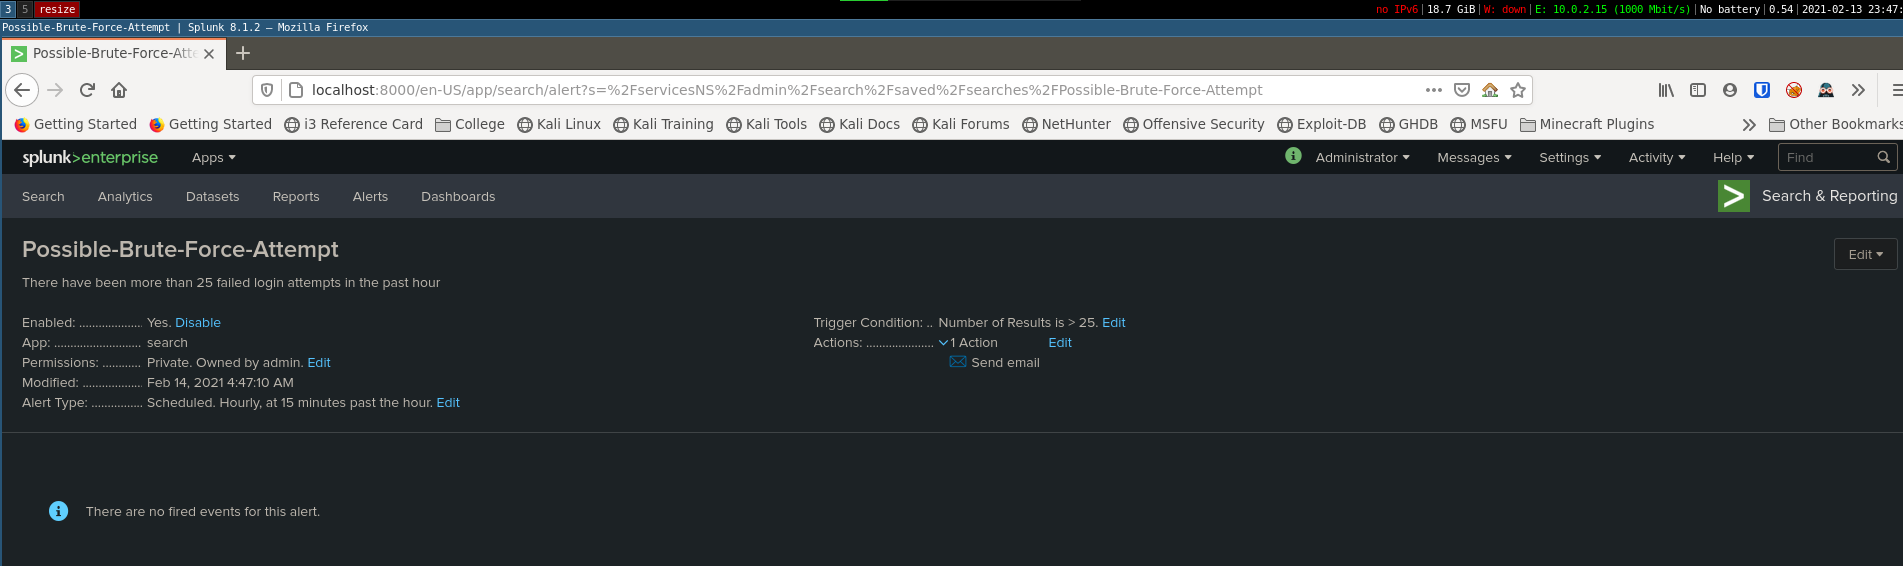 3 5 resize no IPv6|18.7 GiB|W: down|E: 10.0.2.15 (1000 Mbit/s)|No battery|0.54|2021-02-13 23:47:
Possible-Brute-Force-Attempt | Splunk 8.1.2 — Mozilla Firefox
Possible-Brute-Force-Atte
localhost:8000/en-US/app/search/alert?s=%2FservicesNS%2Fadmin%2Fsearch%2Fsaved%2Fsearches%2FPossible-Brute-Force-Attempt
Getting Started Getting Started i3 Reference Card College Kali Linux Kali Training Kali Tools Kali Docs Kali Forums NetHunter Offensive Security Exploit-DB GHDB MSFU Minecraft Plugins Other Bookmarks
splunk>enterprise Apps Administrator Messages Settings Activity Help Find
Search Analytics Datasets Reports Alerts Dashboards Search & Reporting
Possible-Brute-Force-Attempt
Edit
There have been more than 25 failed login attempts in the past hour
Enabled: ................... Yes. Disable
App: .......................... search
Permissions: ............ Private. Owned by admin. Edit
Modified: .................. Feb 14, 2021 4:47:10 AM
Alert Type: ................ Scheduled. Hourly, at 15 minutes past the hour. Edit
Trigger Condition: .. Number of Results is > 25. Edit
Actions: ..................... 1 Action Edit
Send email
There are no fired events for this alert.